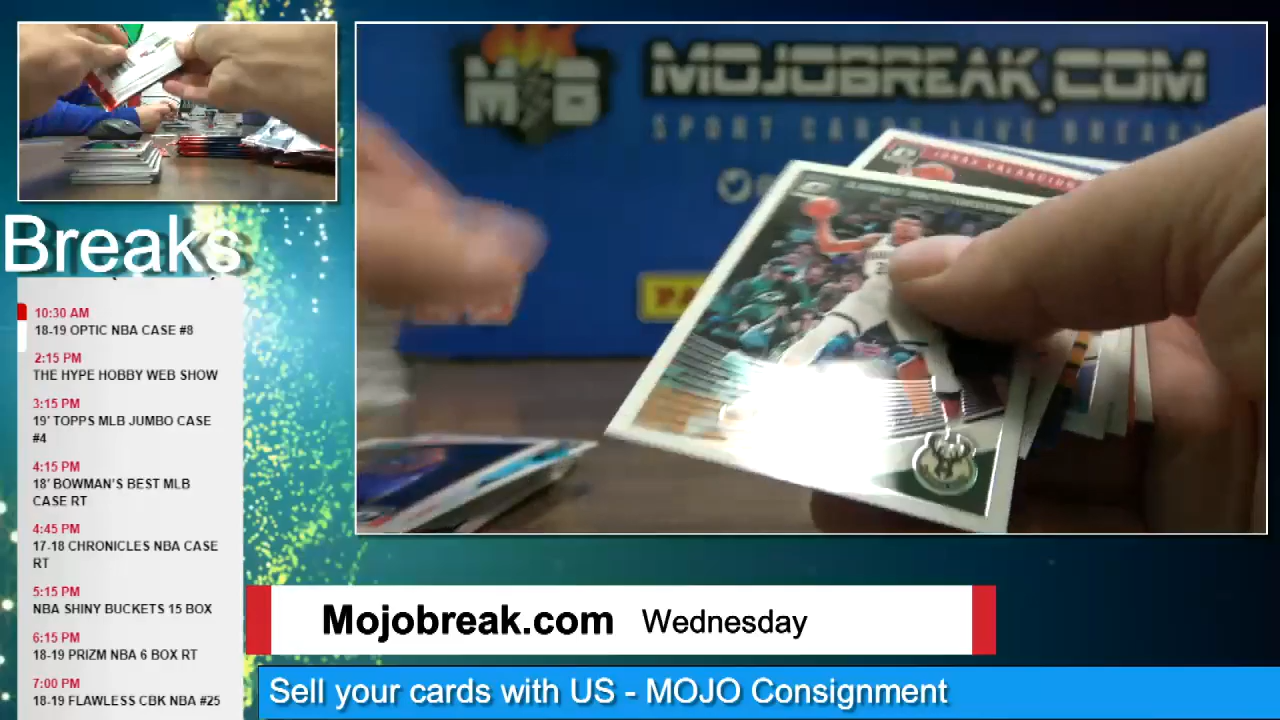 MOJOBREAK.COM
SPORT CARDS LIVE BREAK
M B
JONAS VALANCIUN
PA
Breaks
10:30 AM
18-19 OPTIC NBA CASE #8
2:15 PM
THE HYPE HOBBY WEB SHOW
3:15 PM
19' TOPPS MLB JUMBO CASE
#4
4:15 PM
18' BOWMAN'S BEST MLB
CASE RT
4:45 PM
17-18 CHRONICLES NBA CASE
RT
5:15 PM
NBA SHINY BUCKETS 15 BOX
6:15 PM
18-19 PRIZM NBA 6 BOX RT
7:00 PM
18-19 FLAWLESS CBK NBA #25
Mojobreak.com Wednesday
Sell your cards with US - MOJO Consignment